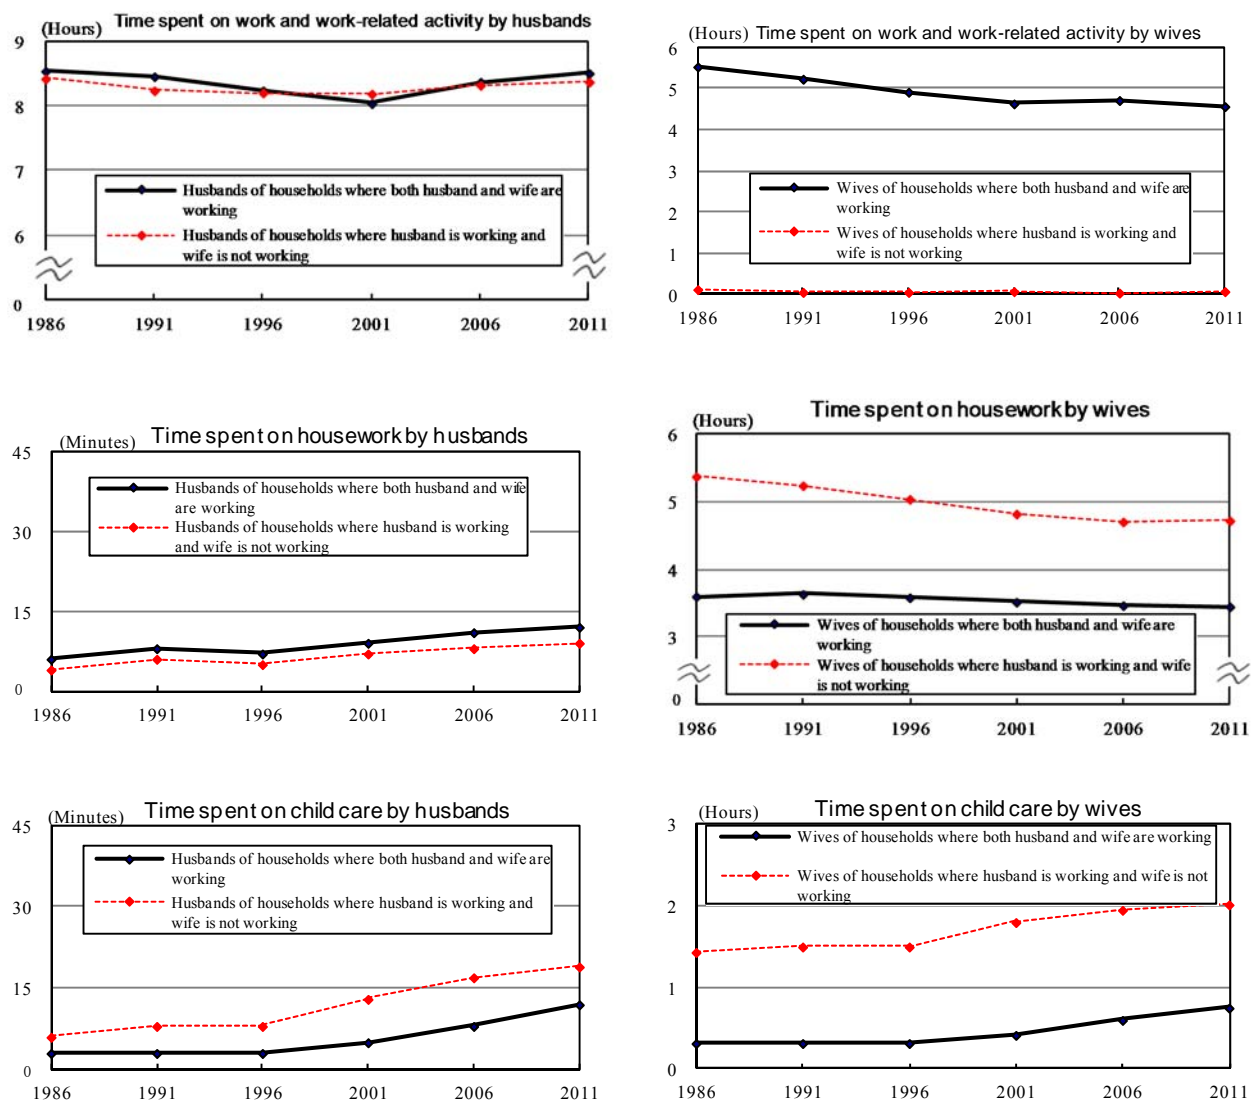 Time spent on work and work-related activity by husbands
(Hours)
9
8
7
6
0
Husbands of households where both husband and wife are
working
Husbands of households where husband is working and
wife is not working
1986 1991 1996 2001 2006 2011
(Hours) Time spent on work and work-related activity by wives
6
5
4
3
2
1
0
Wives of households where both husband and wife are
working
Wives of households where husband is working and
wife is not working
1986 1991 1996 2001 2006 2011
(Minutes) Time spent on housework by husbands
45
30
15
0
Husbands of households where both husband and wife
are working
Husbands of households where husband is working
and wife is not working
1986 1991 1996 2001 2006 2011
Time spent on housework by wives
(Hours)
6
5
4
3
0
Wives of households where both husband and wife are
working
Wives of households where husband is working and wife
is not working
1986 1991 1996 2001 2006 2011
(Minutes) Time spent on child care by husbands
45
30
15
0
Husbands of households where both husband and wife are
working
Husbands of households where husband is working and
wife is not working
1986 1991 1996 2001 2006 2011
(Hours) Time spent on child care by wives
3
2
1
0
Wives of households where both husband and wife are working
Wives of households where husband is working and wife is not
working
1986 1991 1996 2001 2006 2011